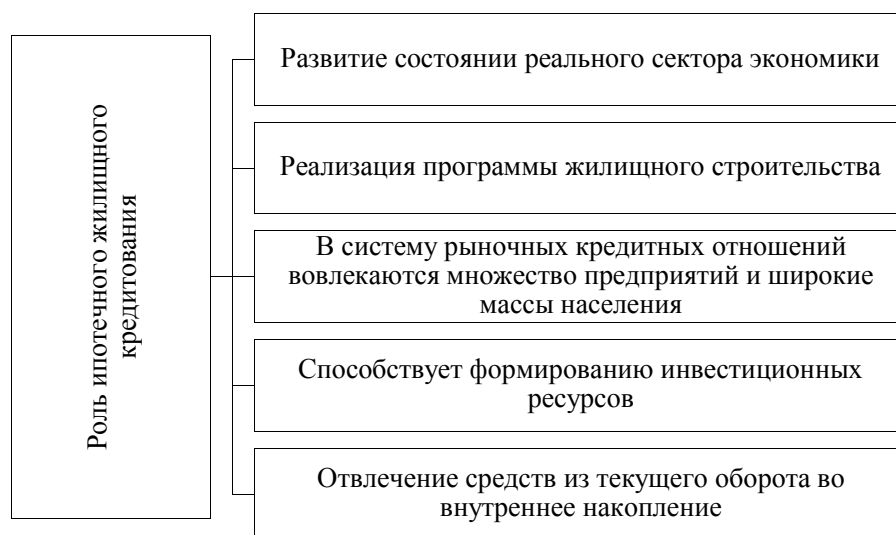 Роль ипотечного жилищного
кредитования
Развитие состоянии реального сектора экономики
Реализация программы жилищного строительства
В систему рыночных кредитных отношений
вовлекаются множество предприятий и широкие
массы населения
Способствует формированию инвестиционных
ресурсов
Отвлечение средств из текущего оборота во
внутреннее накопление